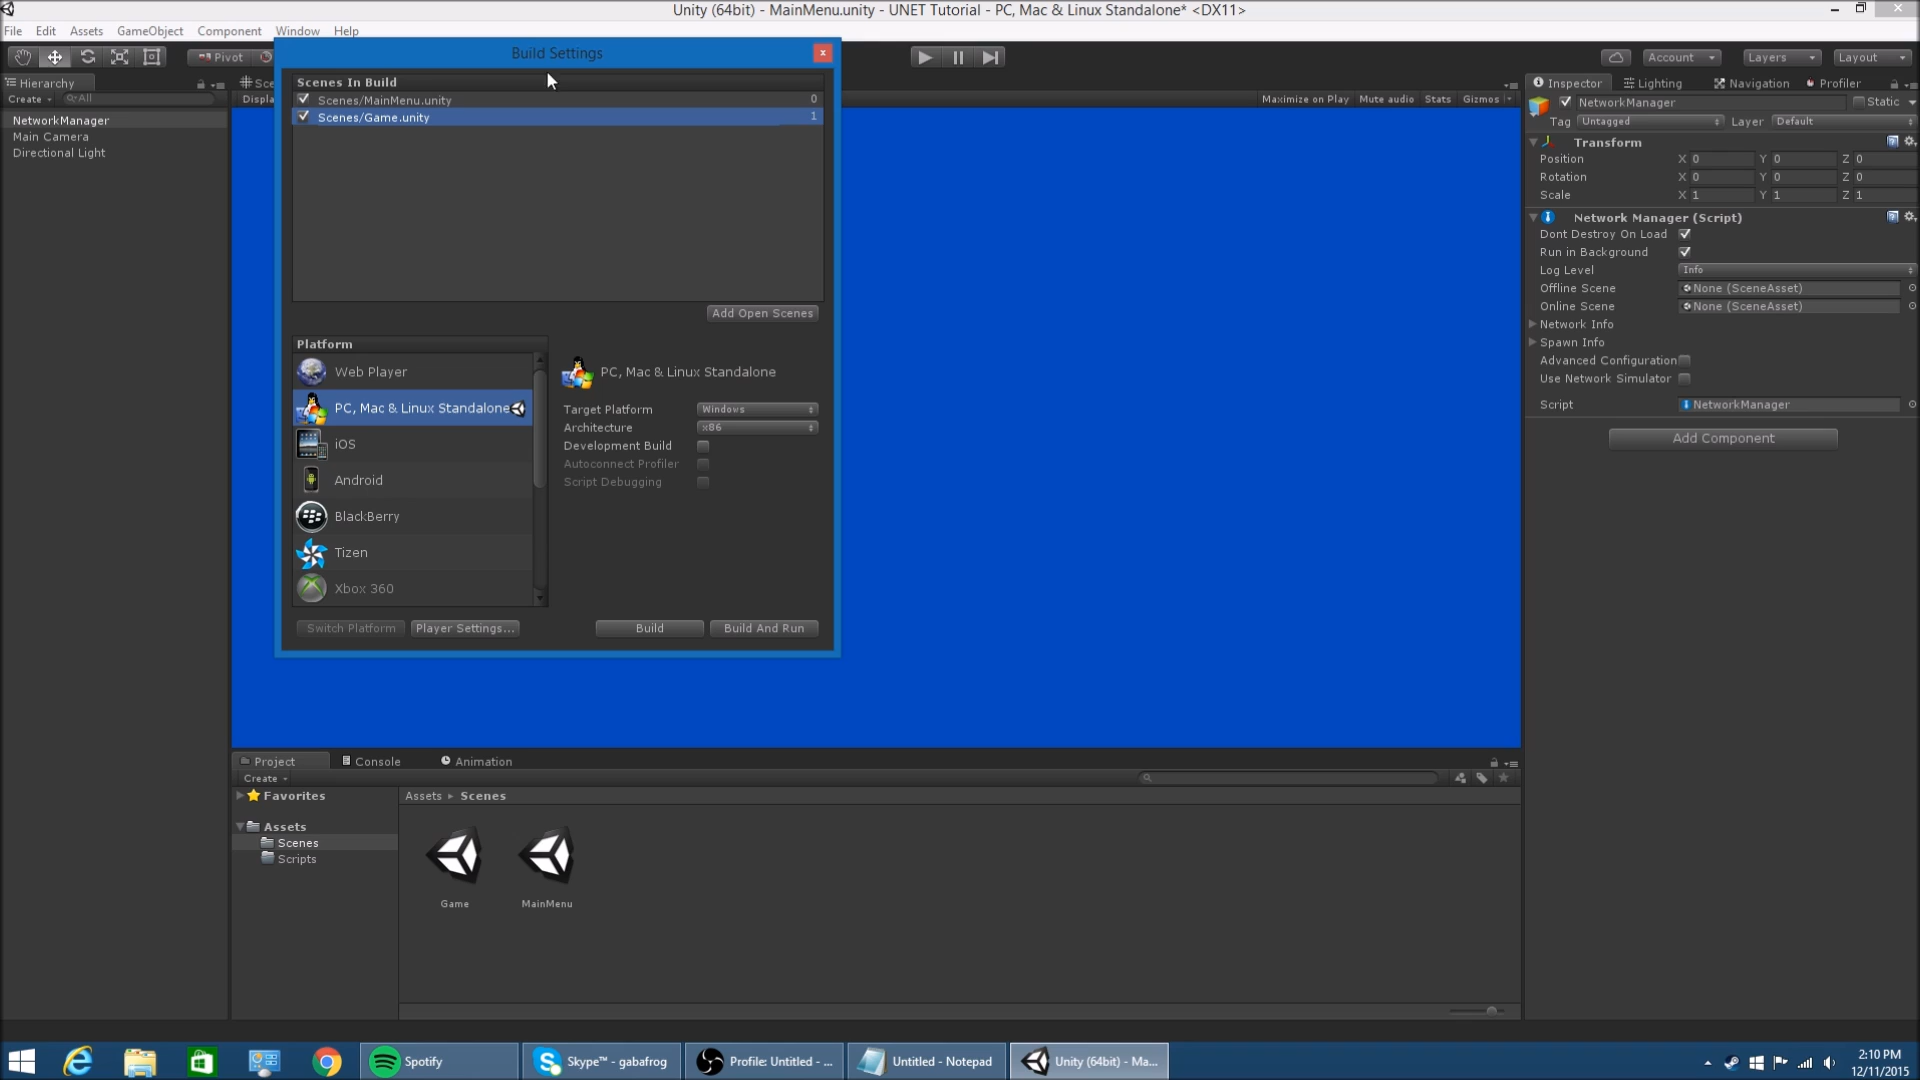 Unity (64bit) - MainMenu.unity - UNET Tutorial - PC, Mac & Linux Standalone* <DX11>
File Edit Assets GameObject Component Window Help
Pivot
Account Layers Layout
Build Settings
Scenes In Build
Scenes/MainMenu.unity 0
Scenes/Game.unity 1
Add Open Scenes
Platform
Web Player
PC, Mac & Linux Standalone
iOS
Android
BlackBerry
Tizen
Xbox 360
PC, Mac & Linux Standalone
Target Platform Windows
Architecture x86
Development Build
Autoconnect Profiler
Script Debugging
Switch Platform Player Settings... Build Build And Run
Hierarchy
Create All
NetworkManager
Main Camera
Directional Light
Sce
Displa
Maximize on Play Mute audio Stats Gizmos
Inspector Lighting Navigation Profiler
NetworkManager Static
Tag Untagged Layer Default
Transform
Position X 0 Y 0 Z 0
Rotation X 0 Y 0 Z 0
Scale X 1 Y 1 Z 1
Network Manager (Script)
Dont Destroy On Load
Run in Background
Log Level Info
Offline Scene None (SceneAsset)
Online Scene None (SceneAsset)
Network Info
Spawn Info
Advanced Configuration
Use Network Simulator
Script NetworkManager
Add Component
Project Console Animation
Create
Favorites
Assets
Scenes
Scripts
Assets Scenes
Game MainMenu
Spotify Skype™ - gabafrog Profile: Untitled - ... Untitled - Notepad Unity (64bit) - Ma...
2:10 PM
12/11/2015